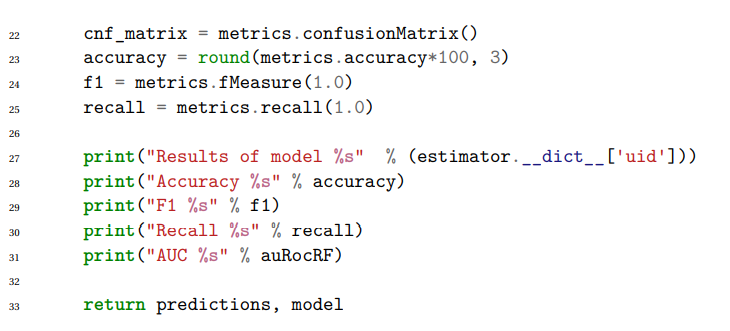 22 cnf_matrix = metrics.confusionMatrix()
23 accuracy = round(metrics.accuracy*100, 3)
24 f1 = metrics.fMeasure(1.0)
25 recall = metrics.recall(1.0)
26
27 print("Results of model %s"  % (estimator.__dict__['uid']))
28 print("Accuracy %s" % accuracy)
29 print("F1 %s" % f1)
30 print("Recall %s" % recall)
31 print("AUC %s" % auRocRF)
32
33 return predictions, model